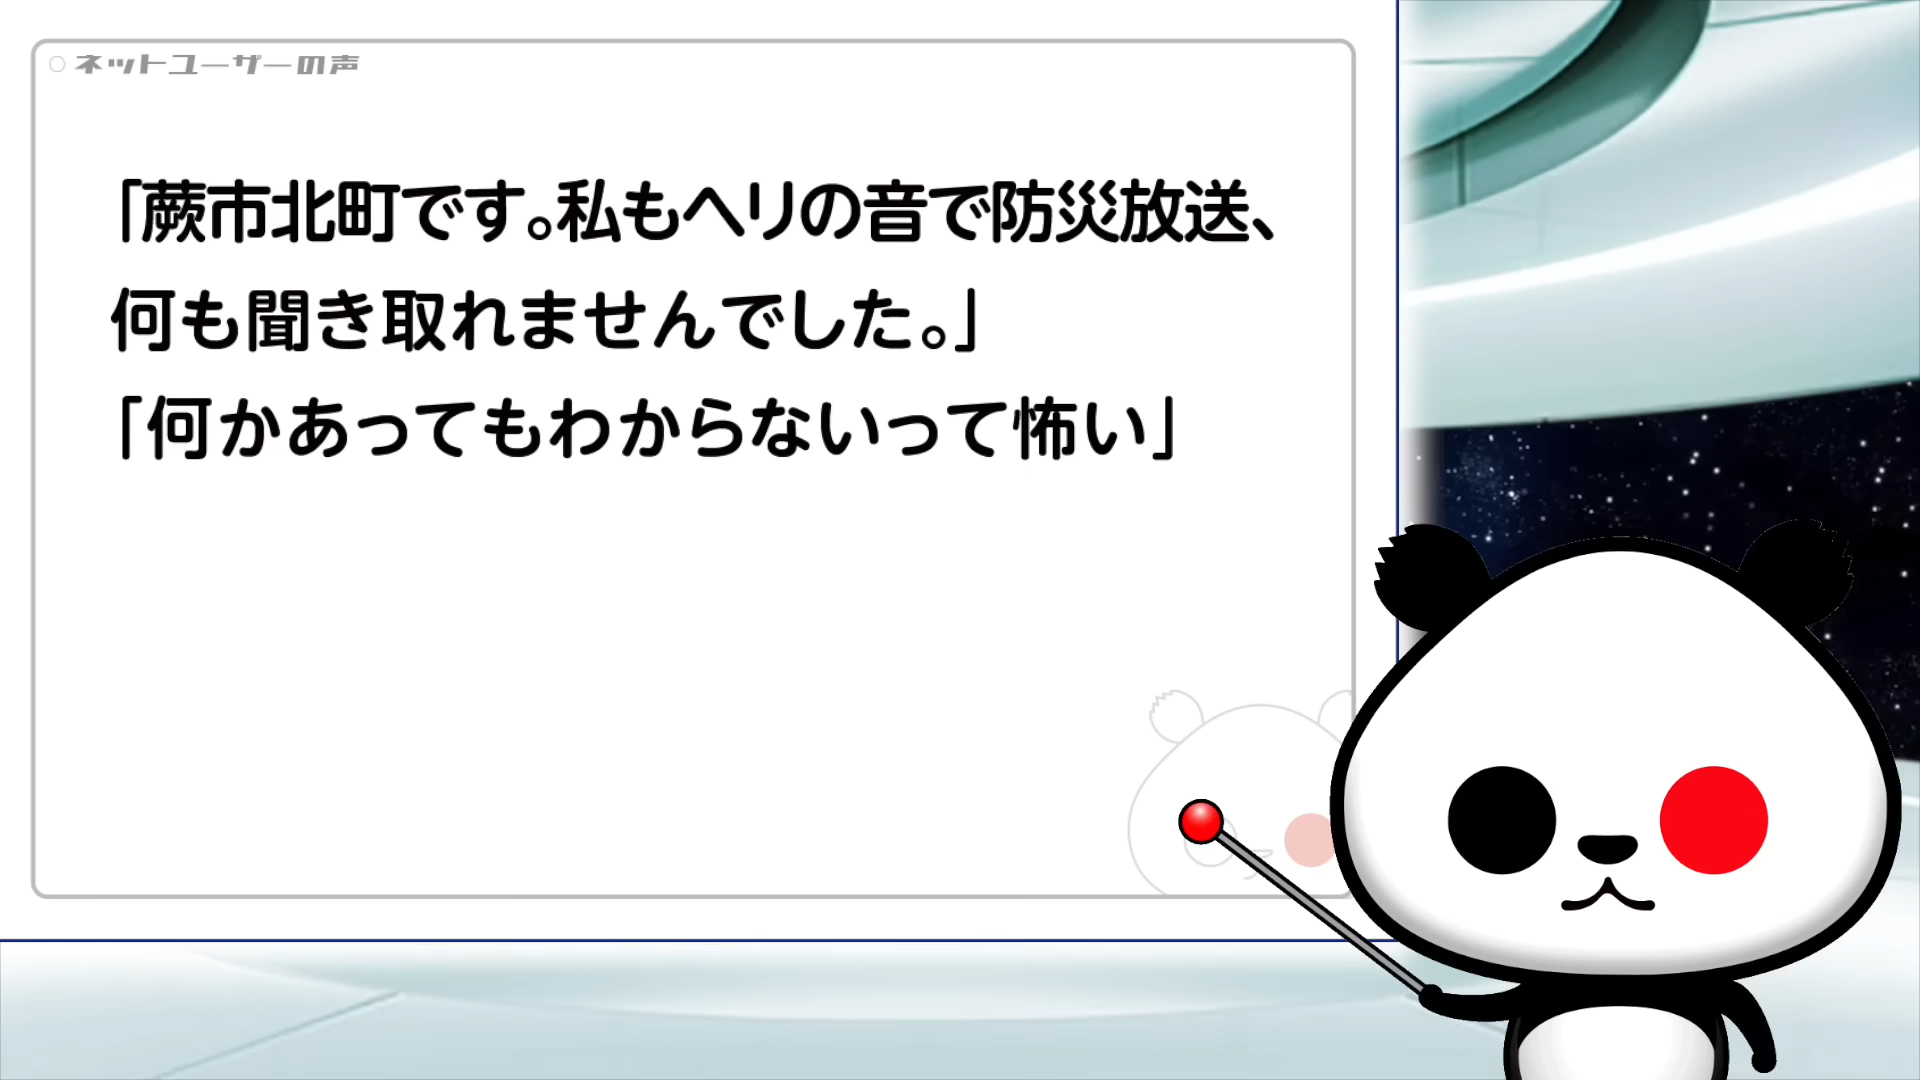 ○ネットユーザーの声
「蕨市北町です。私もヘリの音で防災放送、
何も聞き取れませんでした。」
「何かあってもわからないって怖い」